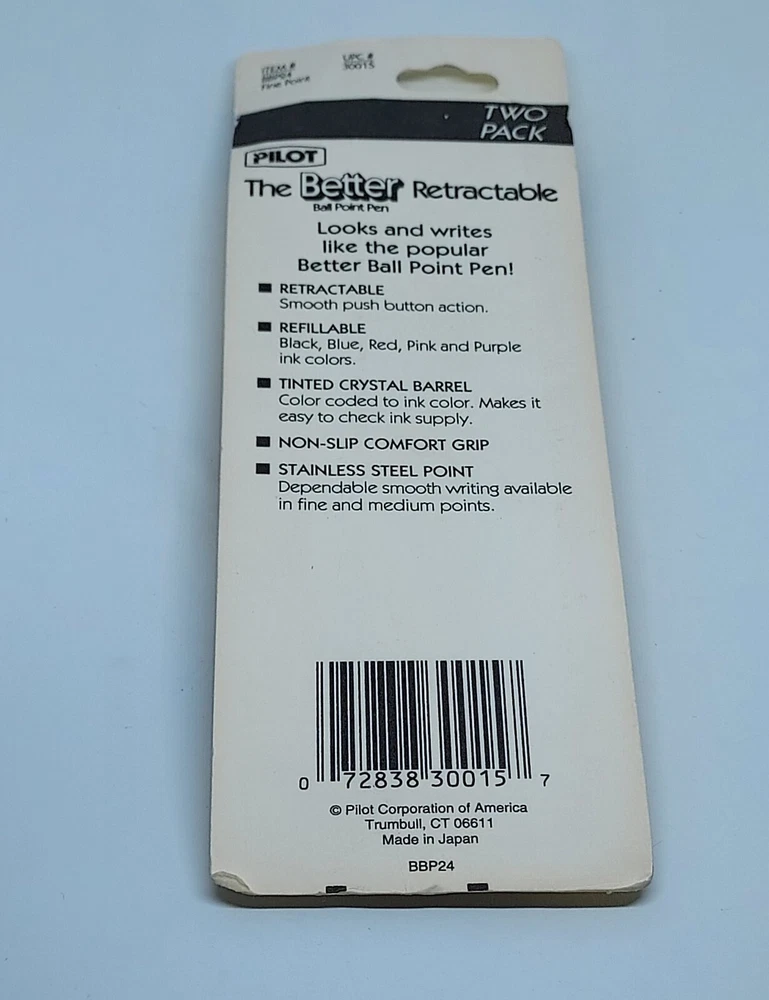 ITEM #
BBP24
Fine Point
UPC #
30015
TWO
PACK
PILOT
The Better Retractable
Ball Point Pen
Looks and writes
like the popular
Better Ball Point Pen!
RETRACTABLE
Smooth push button action.
REFILLABLE
Black, Blue, Red, Pink and Purple
ink colors.
TINTED CRYSTAL BARREL
Color coded to ink color. Makes it
easy to check ink supply.
NON-SLIP COMFORT GRIP
STAINLESS STEEL POINT
Dependable smooth writing available
in fine and medium points.
0 72838 30015 7
© Pilot Corporation of America
Trumbull, CT 06611
Made in Japan
BBP24